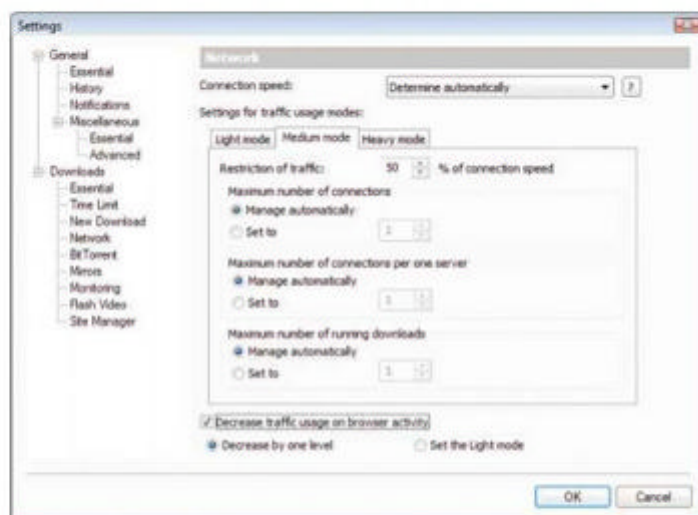 Settings
General
Essential
History
Notifications
Miscellaneous
Essential
Advanced
Downloads
Essential
Time Limit
New Download
Network
BitTorrent
Mirrors
Monitoring
Flash Video
Site Manager
Network
Connection speed: Determine automatically ?
Settings for traffic usage modes:
Light mode Medium mode Heavy mode
Restriction of traffic: 50 % of connection speed
Maximum number of connections
Manage automatically
Set to 1
Maximum number of connections per one server
Manage automatically
Set to 1
Maximum number of running downloads
Manage automatically
Set to 1
Decrease traffic usage on browser activity
Decrease by one level Set the Light mode
OK Cancel